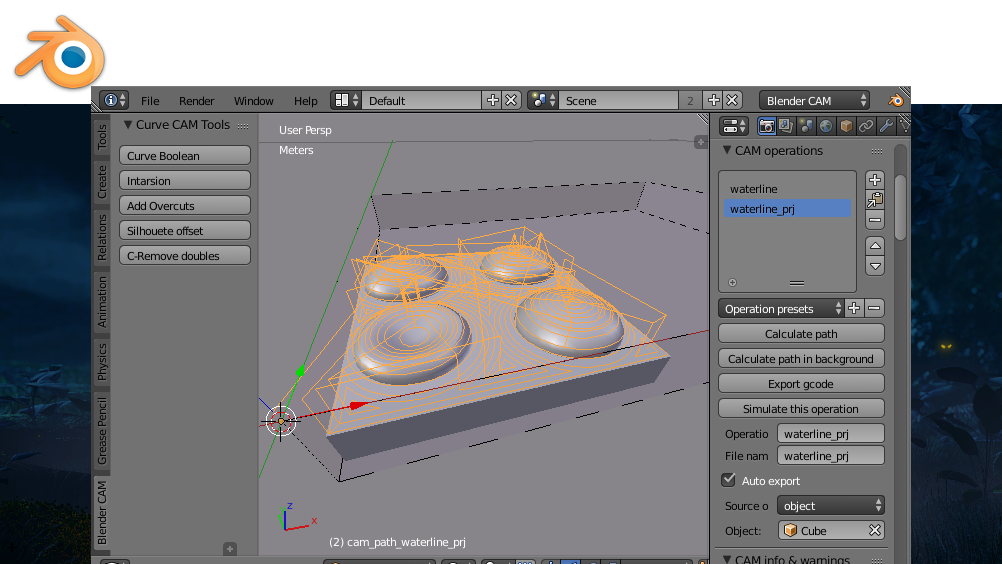 File Render Window Help Default Scene 2 Blender CAM
Tools
Create
Relations
Animation
Physics
Grease Pencil
Blender CAM
Curve CAM Tools
Curve Boolean
Intarsion
Add Overcuts
Silhouete offset
C-Remove doubles
User Persp
Meters
z
x
(2) cam_path_waterline_prj
CAM operations
waterline
waterline_prj
Operation presets
Calculate path
Calculate path in background
Export gcode
Simulate this operation
Operatio waterline_prj
File nam waterline_prj
Auto export
Source o object
Object: Cube
CAM info & warnings